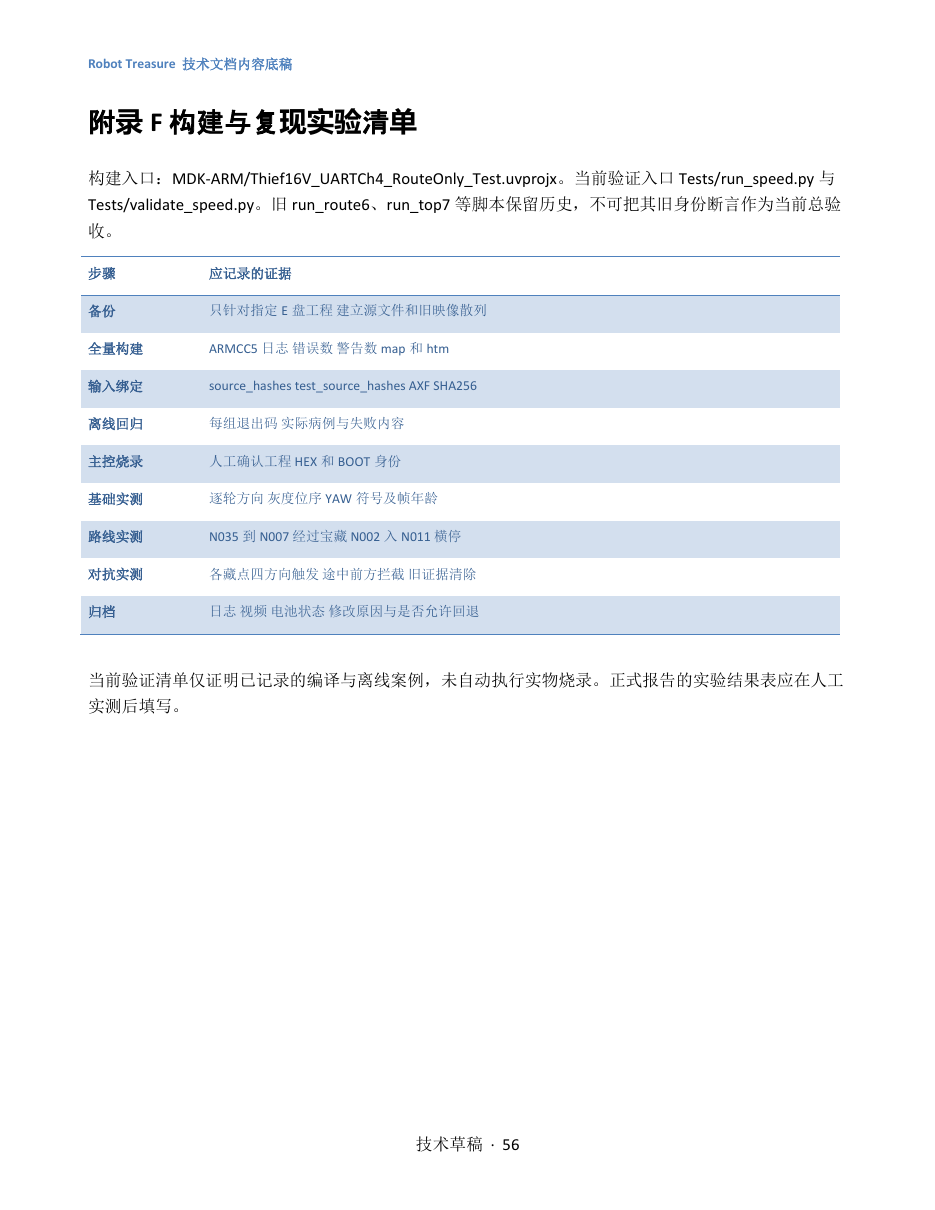 Robot Treasure 技术文档内容底稿
附录 F 构建与复现实验清单
构建入口：MDK-ARM/Thief16V_UARTCh4_RouteOnly_Test.uvprojx。当前验证入口 Tests/run_speed.py 与
Tests/validate_speed.py。旧 run_route6、run_top7 等脚本保留历史，不可把其旧身份断言作为当前总验
收。
步骤 应记录的证据
备份 只针对指定 E 盘工程 建立源文件和旧映像散列
全量构建 ARMCC5 日志 错误数 警告数 map 和 htm
输入绑定 source_hashes test_source_hashes AXF SHA256
离线回归 每组退出码 实际病例与失败内容
主控烧录 人工确认工程 HEX 和 BOOT 身份
基础实测 逐轮方向 灰度位序 YAW 符号及帧年龄
路线实测 N035 到 N007 经过宝藏 N002 入 N011 横停
对抗实测 各藏点四方向触发 途中前方拦截 旧证据清除
归档 日志 视频 电池状态 修改原因与是否允许回退
当前验证清单仅证明已记录的编译与离线案例，未自动执行实物烧录。正式报告的实验结果表应在人工
实测后填写。
技术草稿 · 56